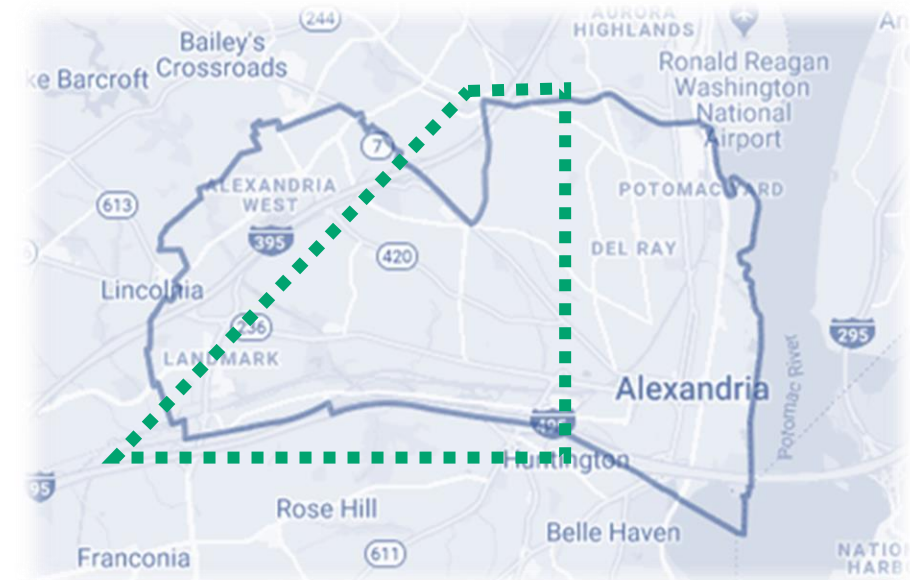 244
AURORA
HIGHLANDS
An
Bailey's
Crossroads
ke Barcroft
Ronald Reagan
Washington
National
Airport
7
ALEXANDRIA
WEST
POTOMAC YARD
613
395
420
DEL RAY
Lincolnia
236
295
LANDMARK
Alexandria
Potomac River
495
Huntington
95
Rose Hill
Belle Haven
Franconia
611
NATIO
HARB